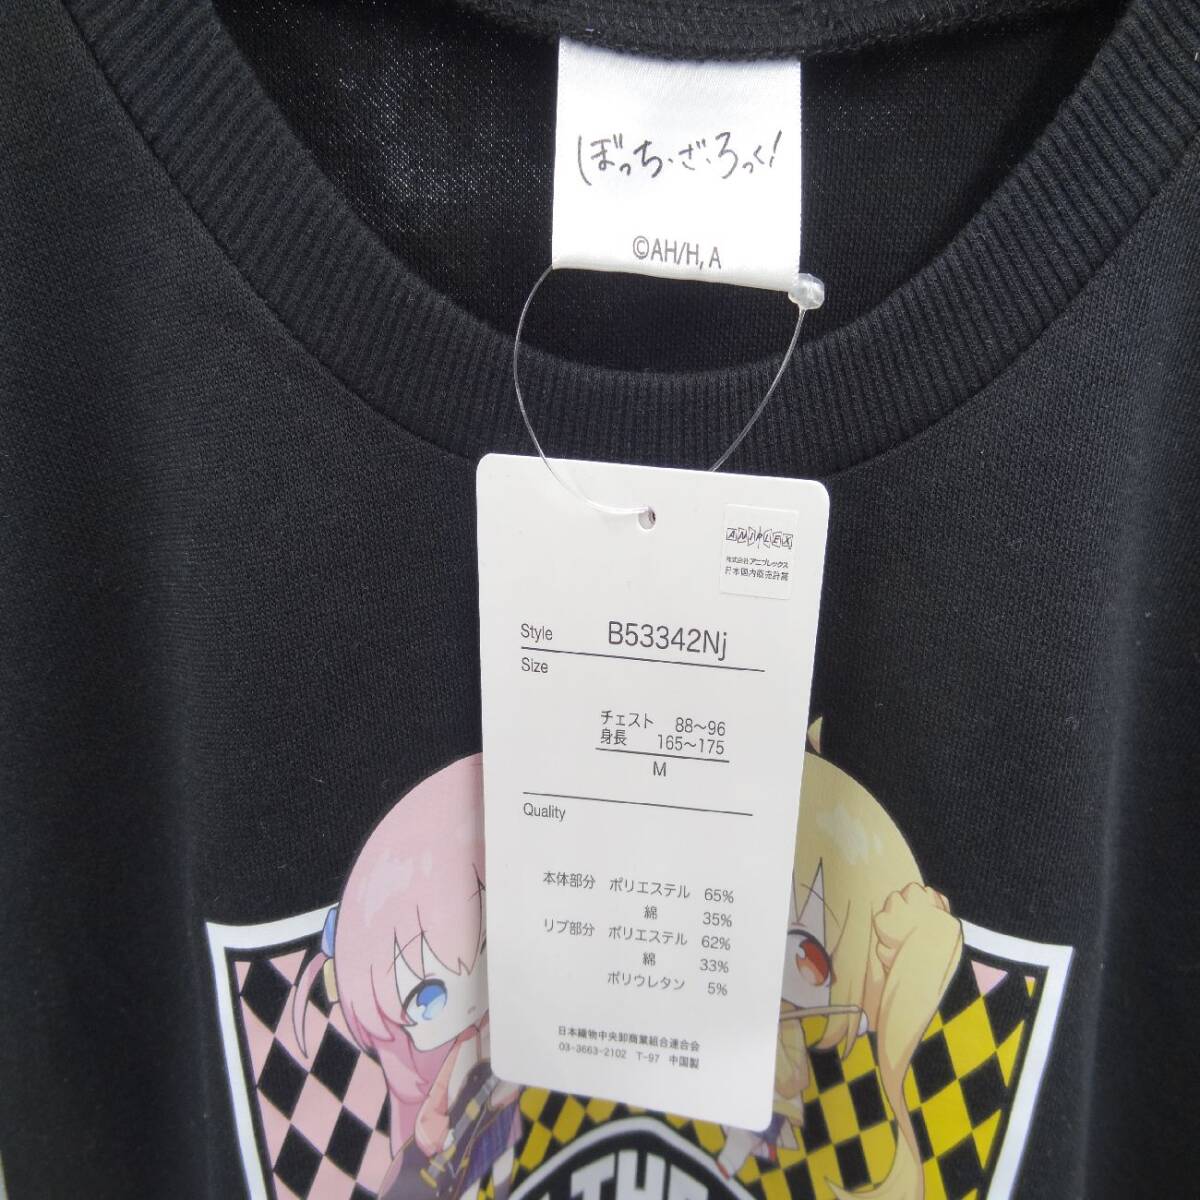 ぼっち・ざ・ろっく!
©AH/H, A
ANIPLEX
株式会社アニプレックス
日本国内販売計画
Style B53342Nj
Size
チェスト 88～96
身長 165～175
M
Quality
本体部分 ポリエステル 65%
綿 35%
リブ部分 ポリエステル 62%
綿 33%
ポリウレタン 5%
日本織物中央卸商業組合連合会
03-3663-2102 T-97 中国製
THE